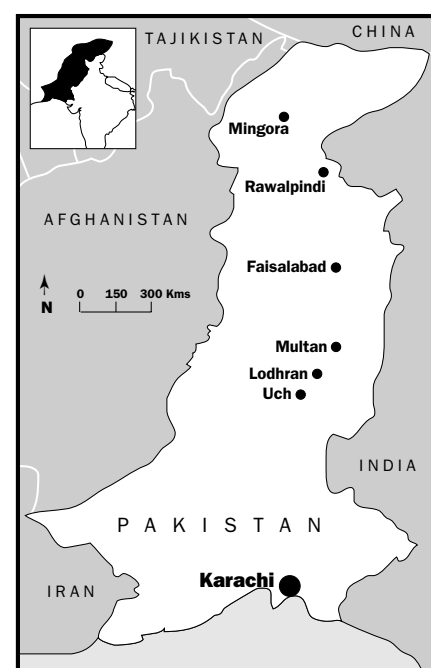 TAJIKISTAN
CHINA
Mingora
Rawalpindi
AFGHANISTAN
Faisalabad
0 150 300 Kms
N
Multan
Lodhran
Uch
INDIA
PAKISTAN
Karachi
IRAN